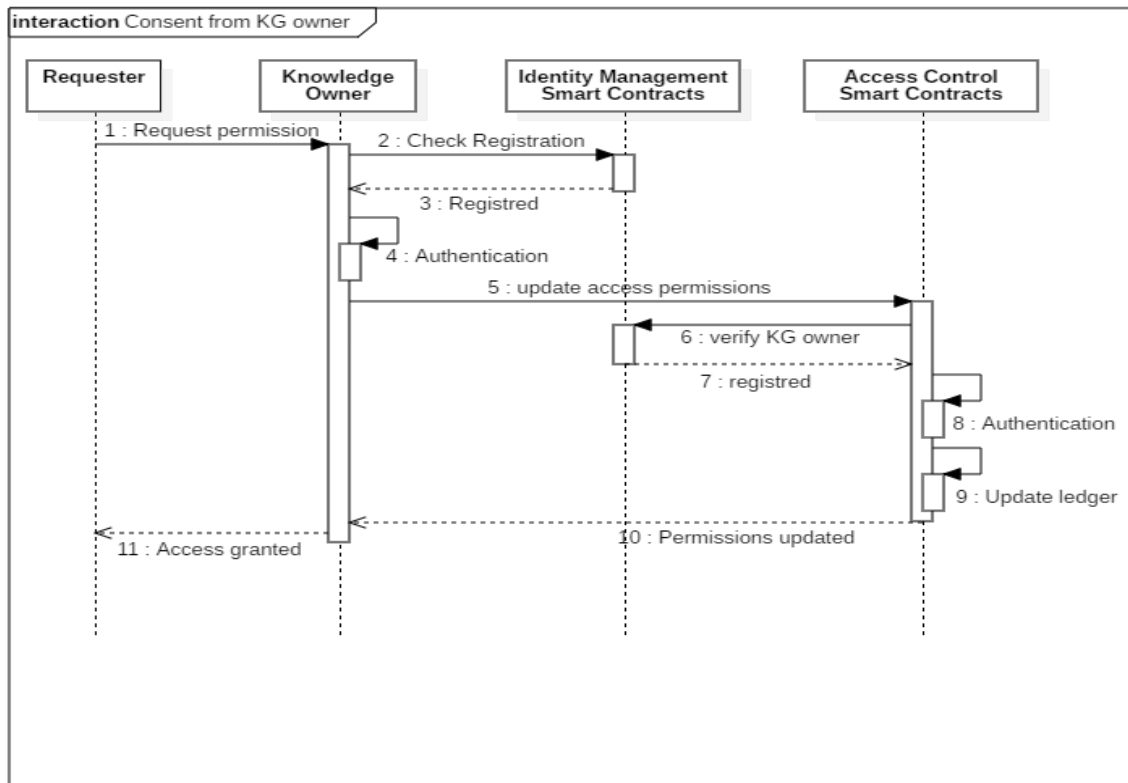 interaction Consent from KG owner
Requester
Knowledge
Owner
Identity Management
Smart Contracts
Access Control
Smart Contracts
1 : Request permission
2 : Check Registration
3 : Registred
4 : Authentication
5 : update access permissions
6 : verify KG owner
7 : registred
8 : Authentication
9 : Update ledger
10 : Permissions updated
11 : Access granted